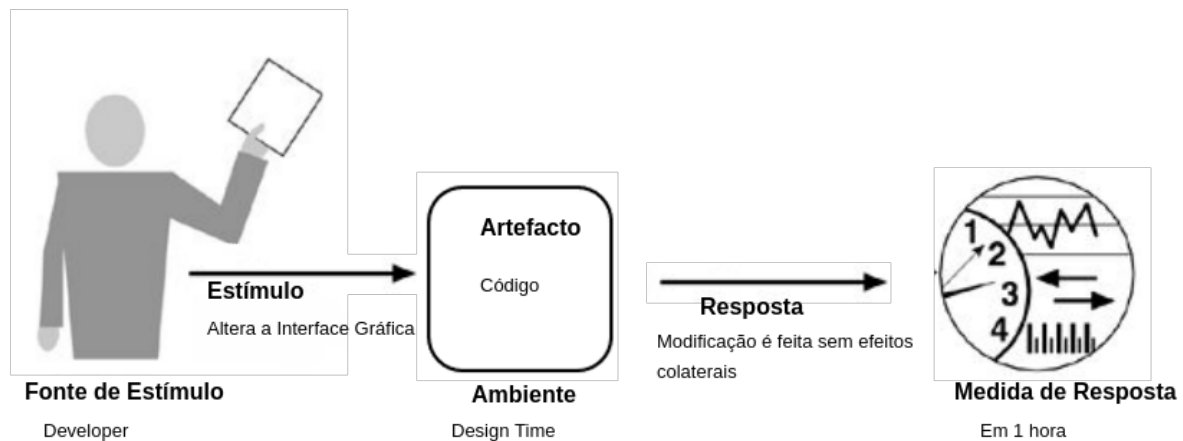 Artefacto
Código
Estímulo
Altera a Interface Gráfica
Resposta
Modificação é feita sem efeitos
colaterais
1
2
3
4
Fonte de Estímulo
Developer
Ambiente
Design Time
Medida de Resposta
Em 1 hora